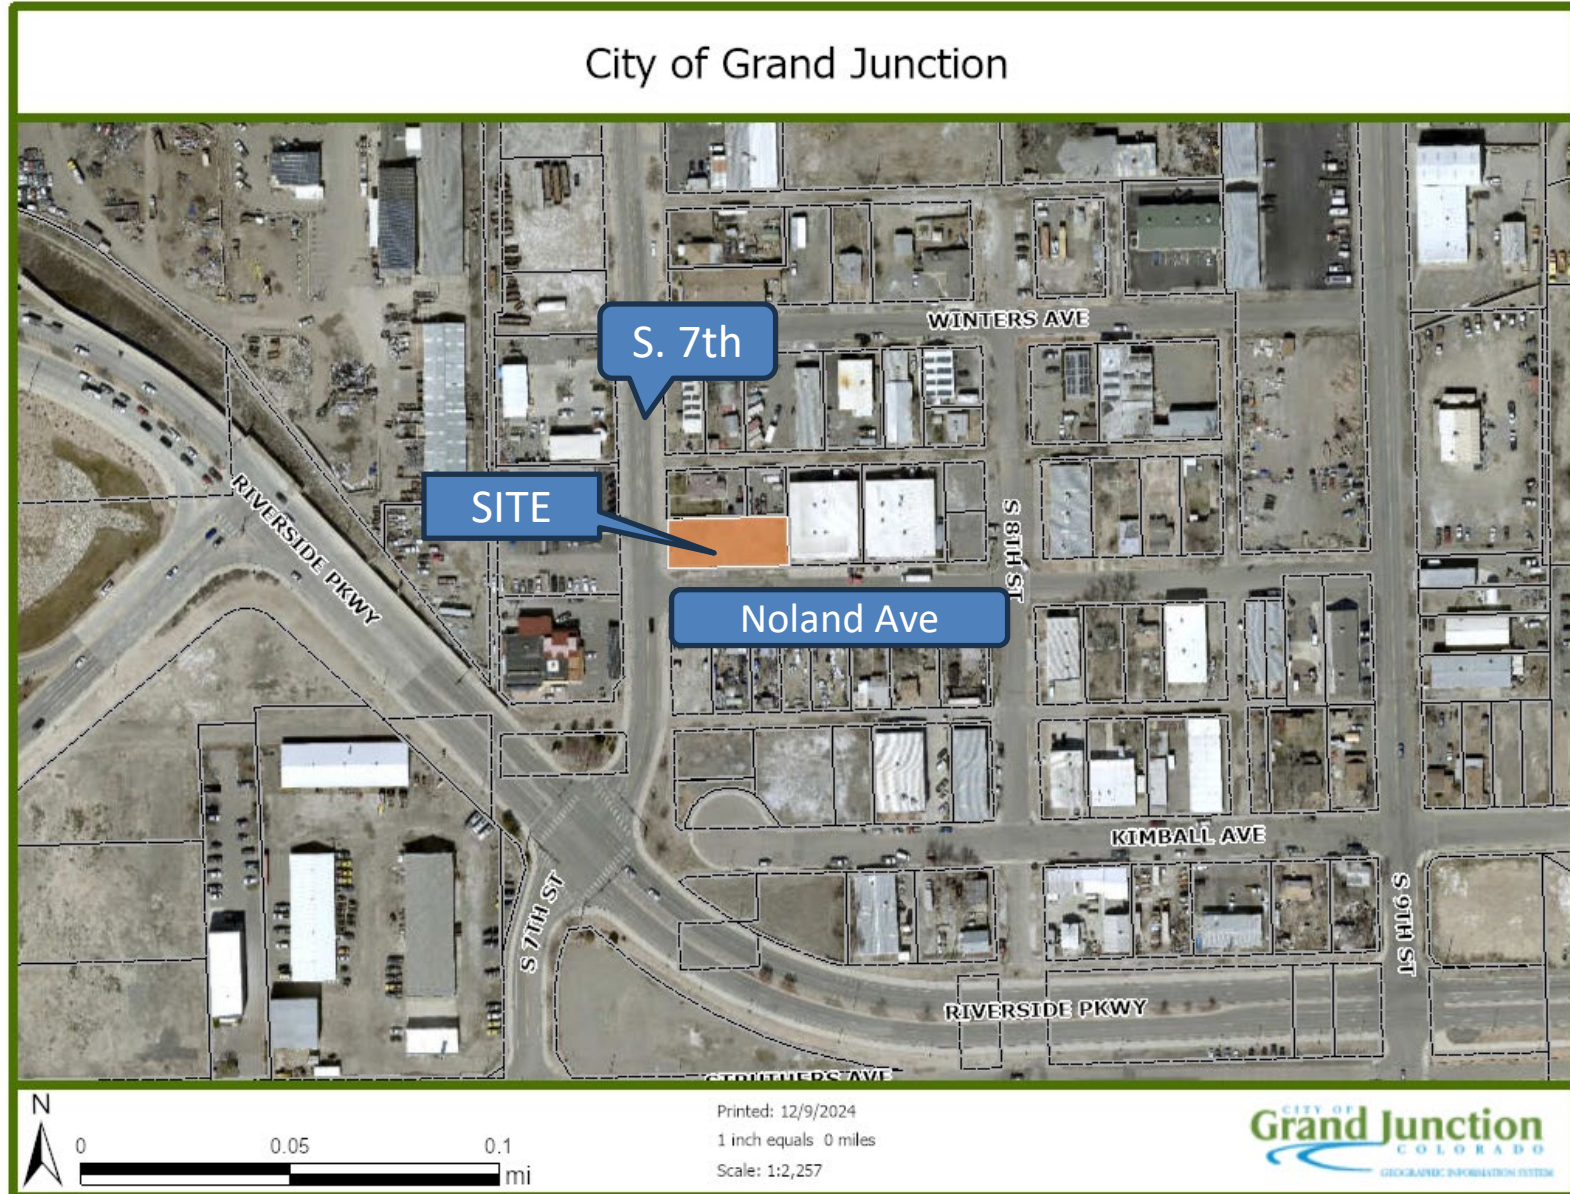 City of Grand Junction
WINTERS AVE
S. 7th
SITE
RIVERSIDE PKWY
S 8TH ST
Noland Ave
KIMBALL AVE
S 7TH ST
S 9TH ST
RIVERSIDE PKWY
STRUTHERS AVE
N
0 0.05 0.1
mi
Printed: 12/9/2024
1 inch equals 0 miles
Scale: 1:2,257
CITY OF
Grand Junction
COLORADO
GEOGRAPHIC INFORMATION SYSTEM